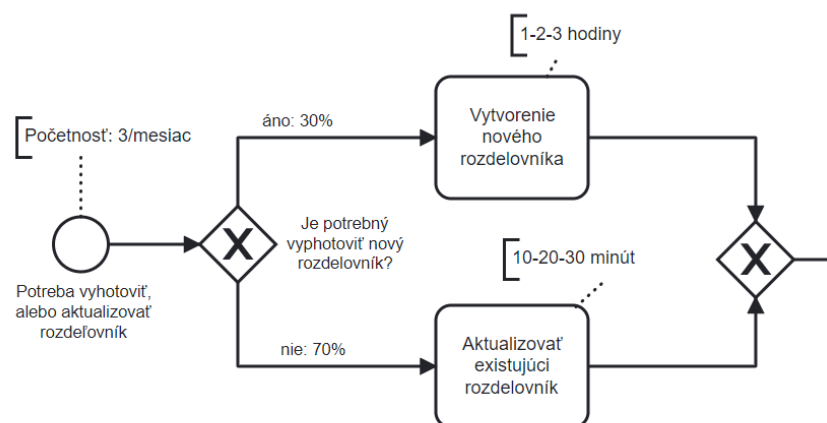 1-2-3 hodiny
Početnosť: 3/mesiac
áno: 30%
Vytvorenie
nového
rozdelovníka
X
Je potrebný
vyphotoviť nový
rozdelovník?
X
10-20-30 minút
Potreba vyhotoviť,
alebo aktualizovať
rozdeľovník
nie: 70%
Aktualizovať
existujúci
rozdelovník